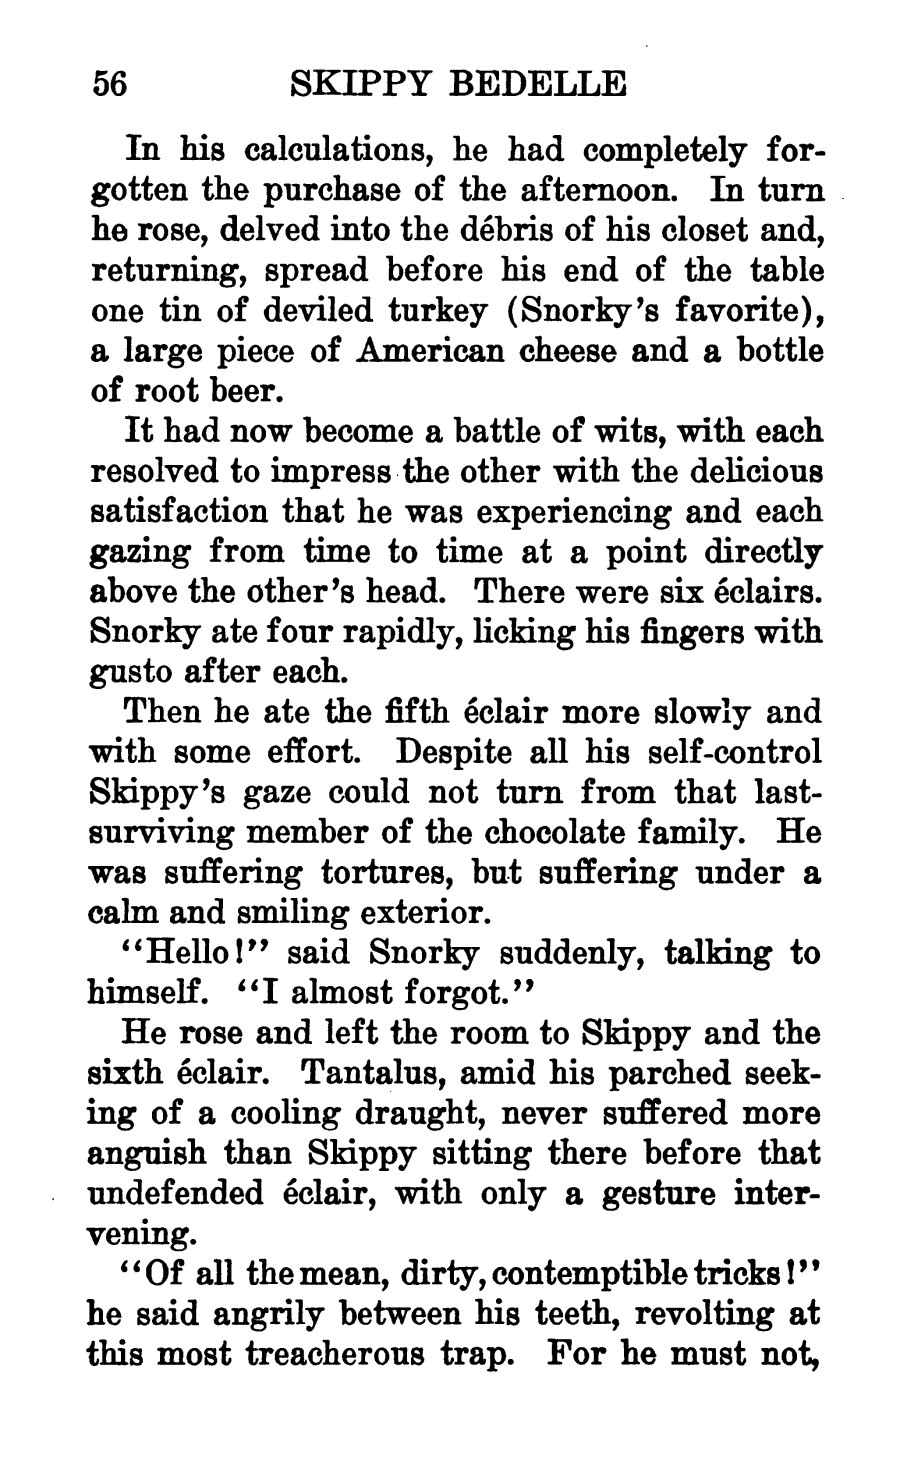 56 SKIPPY BEDELLE
In his calculations, he had completely for-
gotten the purchase of the afternoon. In turn
he rose, delved into the débris of his closet and,
returning, spread before his end of the table
one tin of deviled turkey (Snorky's favorite),
a large piece of American cheese and a bottle
of root beer.
It had now become a battle of wits, with each
resolved to impress the other with the delicious
satisfaction that he was experiencing and each
gazing from time to time at a point directly
above the other's head. There were six éclairs.
Snorky ate four rapidly, licking his fingers with
gusto after each.
Then he ate the fifth éclair more slowly and
with some effort. Despite all his self-control
Skippy's gaze could not turn from that last-
surviving member of the chocolate family. He
was suffering tortures, but suffering under a
calm and smiling exterior.
"Hello!" said Snorky suddenly, talking to
himself. "I almost forgot."
He rose and left the room to Skippy and the
sixth éclair. Tantalus, amid his parched seek-
ing of a cooling draught, never suffered more
anguish than Skippy sitting there before that
undefended éclair, with only a gesture inter-
vening.
"Of all the mean, dirty, contemptible tricks!"
he said angrily between his teeth, revolting at
this most treacherous trap. For he must not,